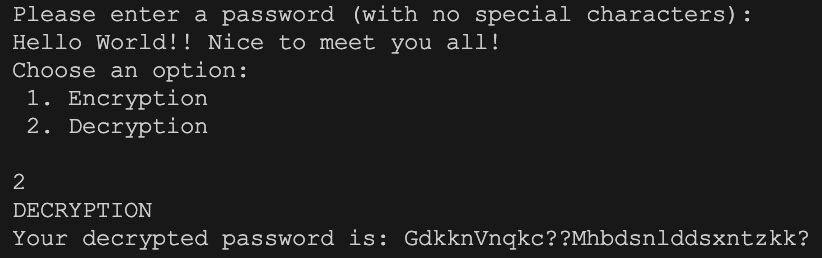 Please enter a password (with no special characters):
Hello World!! Nice to meet you all!
Choose an option:
1. Encryption
2. Decryption
2
DECRYPTION
Your decrypted password is: GdkknVnqkc??Mhbdsnlddsxntzkk?